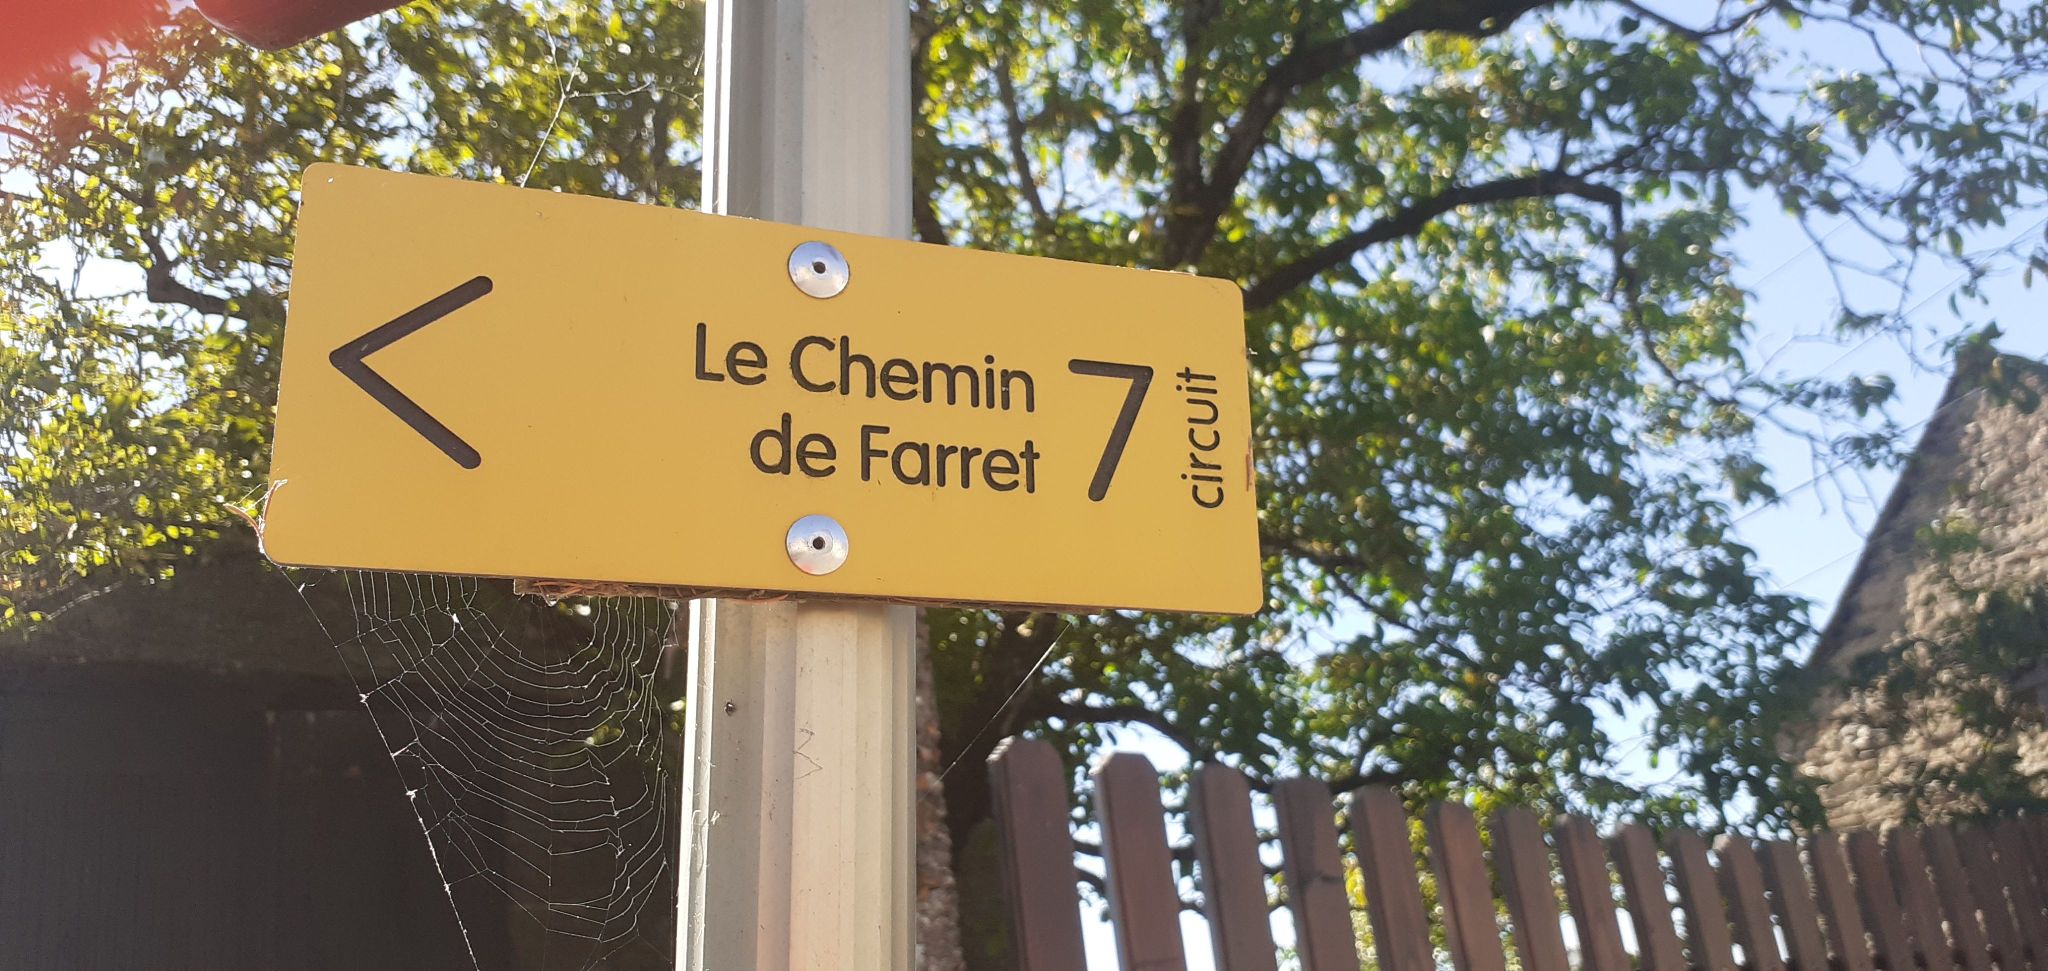 Le Chemin
de Farret
7
circuit